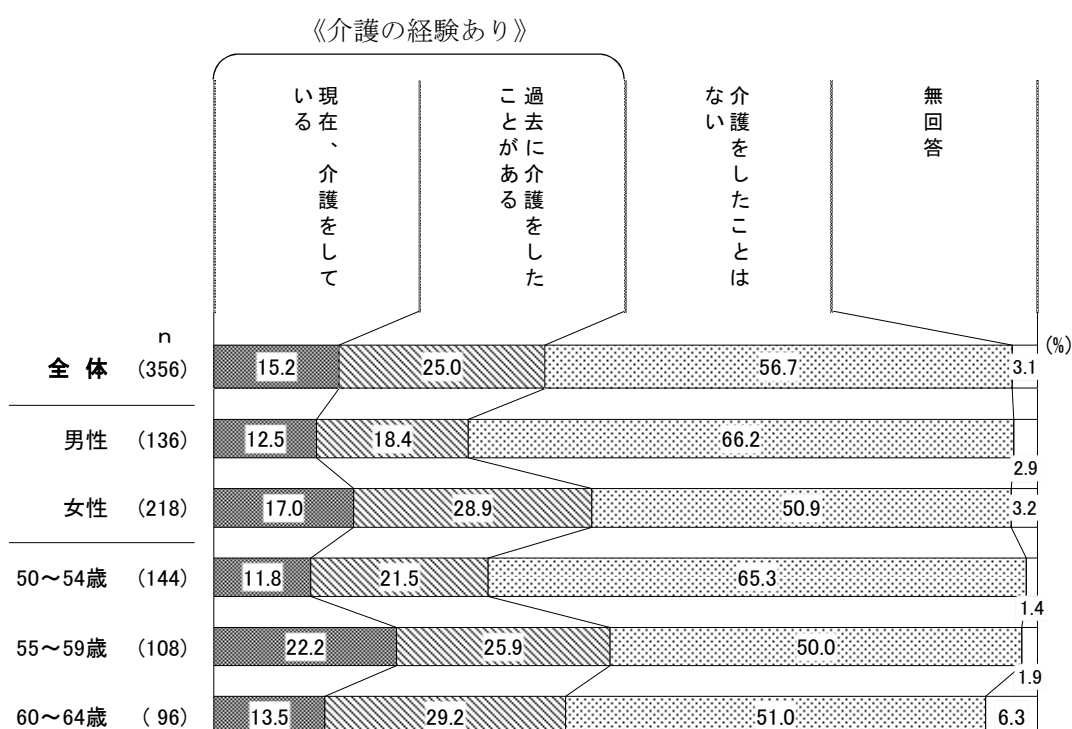 《介護の経験あり》
現在、介護をして
いる
過去に介護をした
ことがある
介護をしたことは
ない
無回答
n
(%)
全体 (356) 15.2 25.0 56.7 3.1
男性 (136) 12.5 18.4 66.2 2.9
女性 (218) 17.0 28.9 50.9 3.2
50～54歳 (144) 11.8 21.5 65.3 1.4
55～59歳 (108) 22.2 25.9 50.0 1.9
60～64歳 ( 96) 13.5 29.2 51.0 6.3